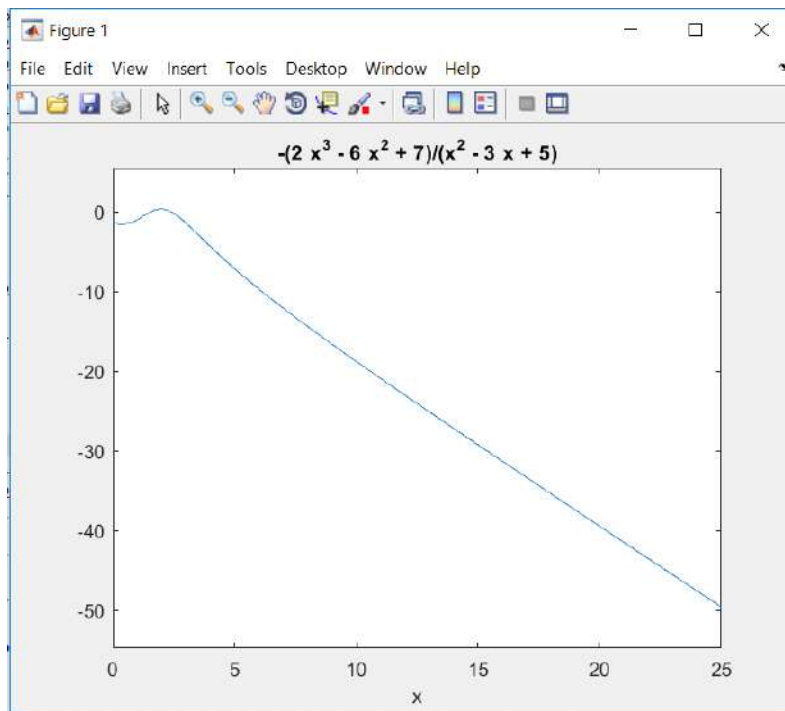 Figure 1
File Edit View Insert Tools Desktop Window Help
-(2 x³ - 6 x² + 7)/(x² - 3 x + 5)
0
-10
-20
-30
-40
-50
0 5 10 15 20 25
x